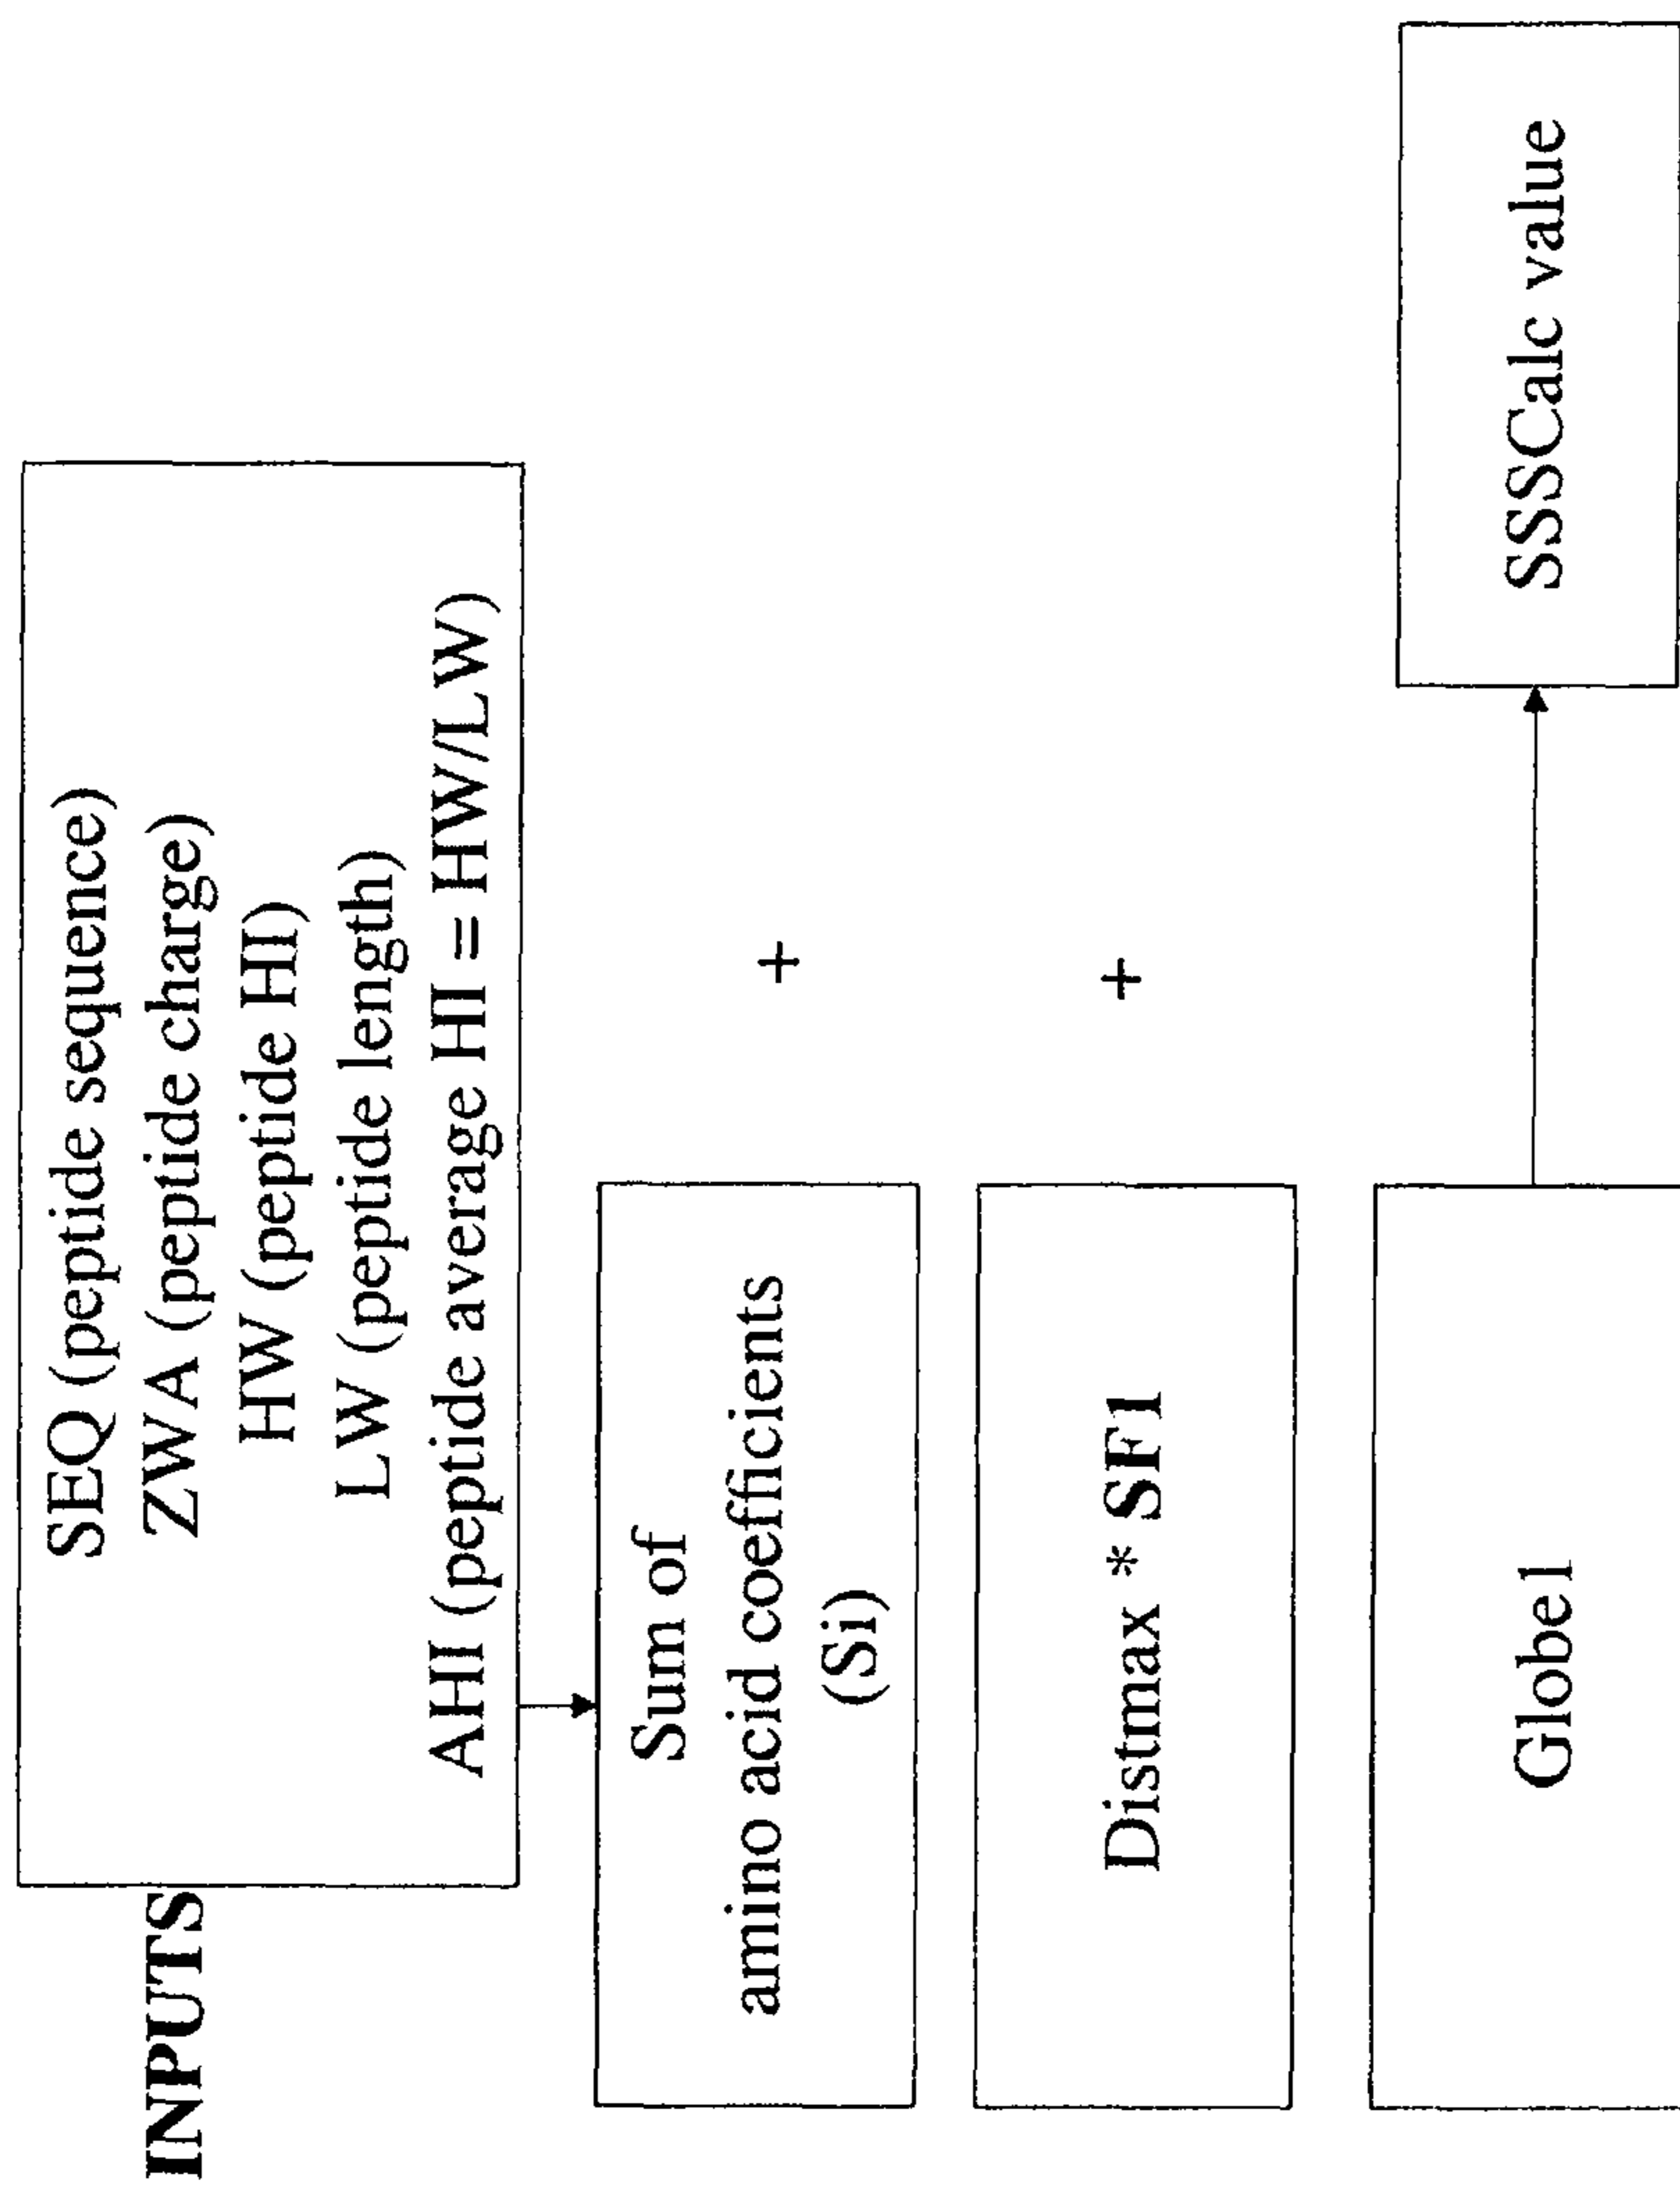 INPUTS
SEQ (peptide sequence)
ZWA (peptide charge)
HW (peptide HI)
LW (peptide length)
AHI (peptide average HI = HW/LW)
Sum of
amino acid coefficients
(Si)
+
Distmax * SF1
+
Globe1
SSSCalc value